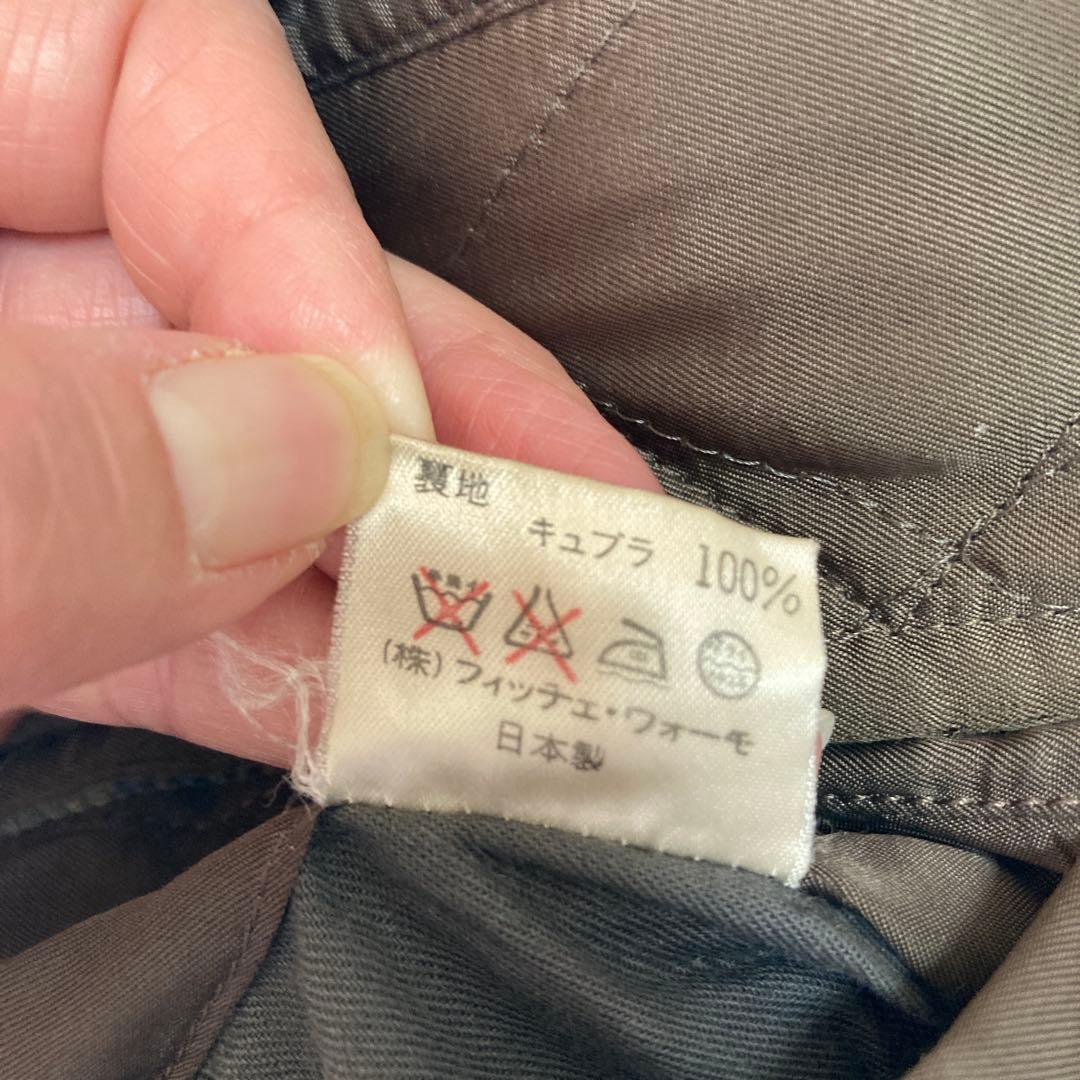 裏地
キュプラ 100%
(株)フィッチェ・ウォーモ
日本製